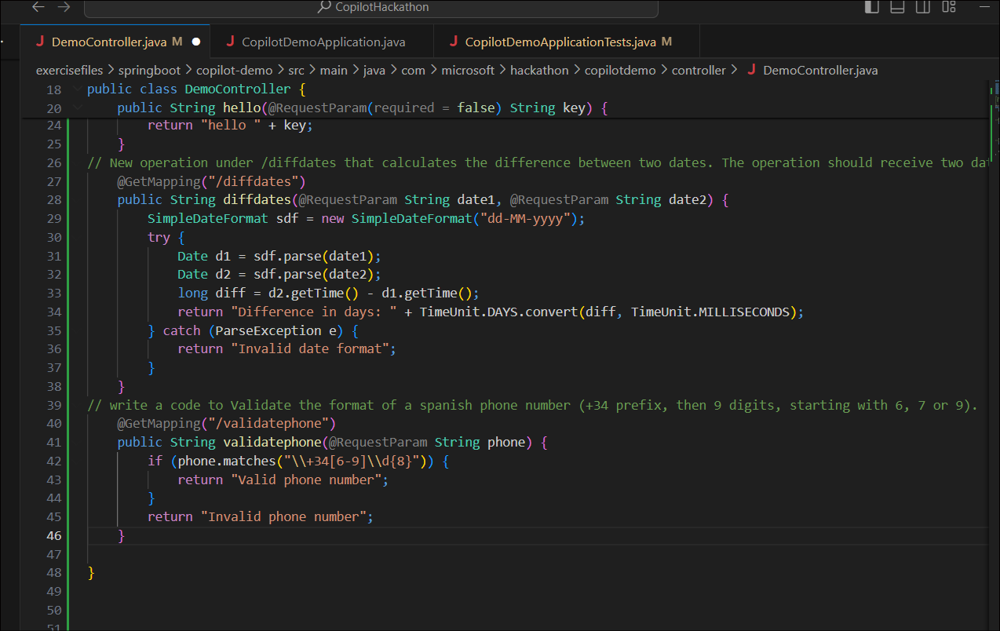 CopilotHackathon
DemoController.java M
CopilotDemoApplication.java
CopilotDemoApplicationTests.java M
exercisefiles > springboot > copilot-demo > src > main > java > com > microsoft > hackathon > copilotdemo > controller > DemoController.java
18 public class DemoController {
20 public String hello(@RequestParam(required = false) String key) {
24 return "hello " + key;
25 }
26 // New operation under /diffdates that calculates the difference between two dates. The operation should receive two dat
27 @GetMapping("/diffdates")
28 public String diffdates(@RequestParam String date1, @RequestParam String date2) {
29 SimpleDateFormat sdf = new SimpleDateFormat("dd-MM-yyyy");
30 try {
31 Date d1 = sdf.parse(date1);
32 Date d2 = sdf.parse(date2);
33 long diff = d2.getTime() - d1.getTime();
34 return "Difference in days: " + TimeUnit.DAYS.convert(diff, TimeUnit.MILLISECONDS);
35 } catch (ParseException e) {
36 return "Invalid date format";
37 }
38 }
39 // write a code to Validate the format of a spanish phone number (+34 prefix, then 9 digits, starting with 6, 7 or 9).
40 @GetMapping("/validatephone")
41 public String validatephone(@RequestParam String phone) {
42 if (phone.matches("\\+34[6-9]\\d{8}")) {
43 return "Valid phone number";
44 }
45 return "Invalid phone number";
46 }
47
48 }
49
50
51